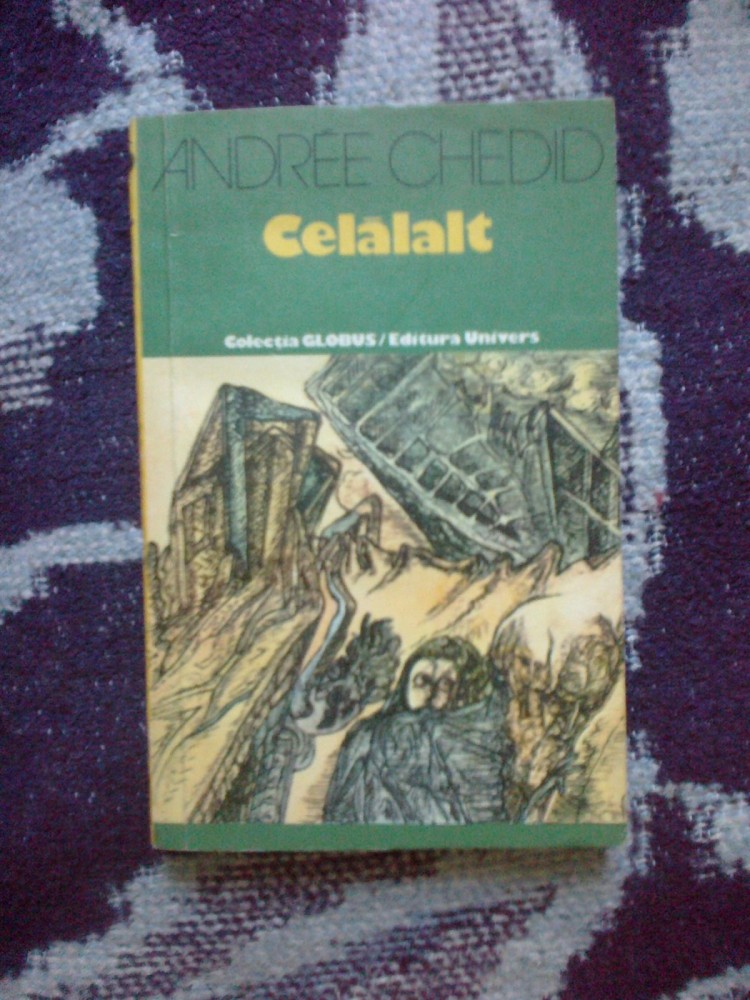 ANDRÉE CHEDID
Celălalt
Colecția GLOBUS/Editura Univers